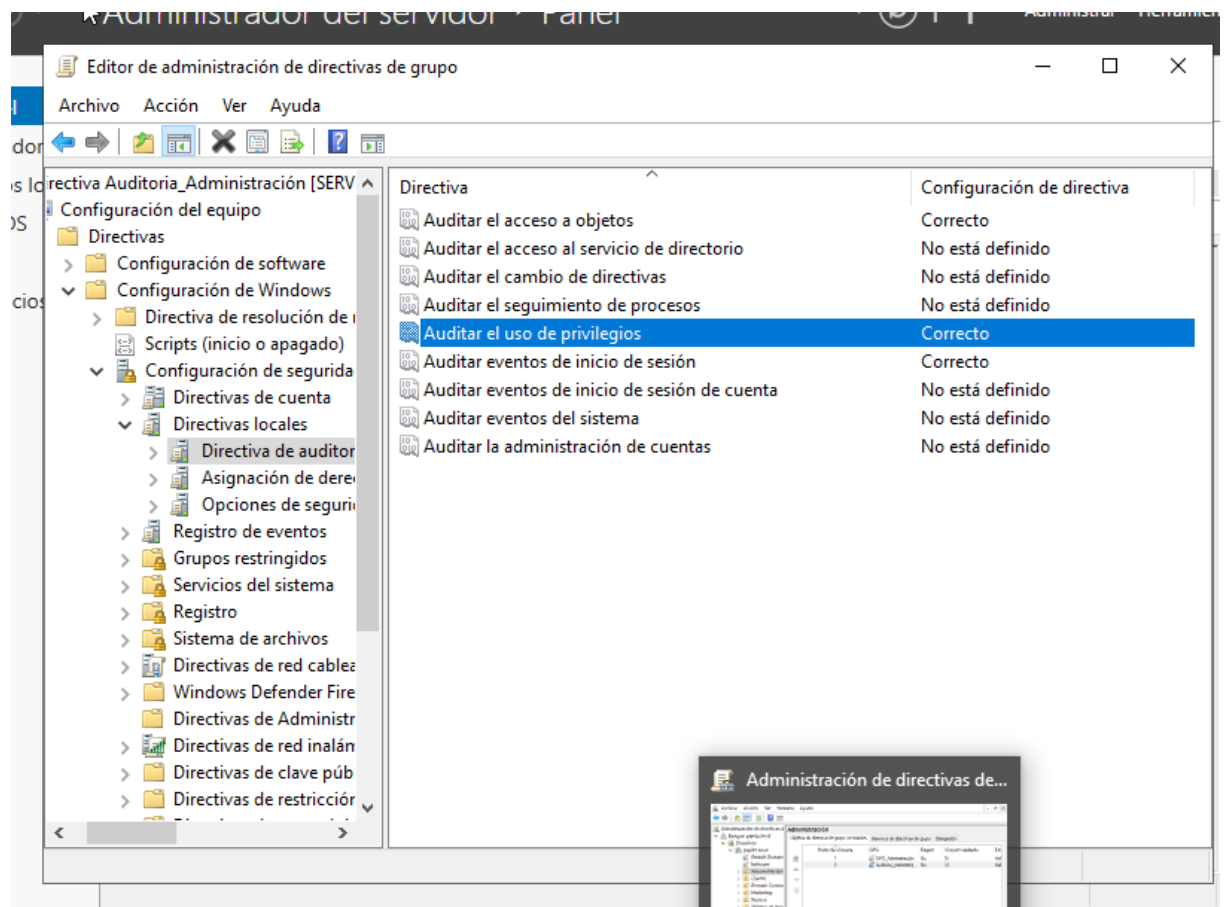 Administrador del servidor Panel
Administrar
Editor de administración de directivas de grupo
Archivo Acción Ver Ayuda
irectiva Auditoria_Administración [SERV
Configuración del equipo
Directivas
Configuración de software
Configuración de Windows
Directiva de resolución de
Scripts (inicio o apagado)
Configuración de segurida
Directivas de cuenta
Directivas locales
Directiva de auditor
Asignación de dere
Opciones de seguri
Registro de eventos
Grupos restringidos
Servicios del sistema
Registro
Sistema de archivos
Directivas de red cablea
Windows Defender Fire
Directivas de Administr
Directivas de red inalán
Directivas de clave púb
Directivas de restricciór
Directiva Configuración de directiva
Auditar el acceso a objetos Correcto
Auditar el acceso al servicio de directorio No está definido
Auditar el cambio de directivas No está definido
Auditar el seguimiento de procesos No está definido
Auditar el uso de privilegios Correcto
Auditar eventos de inicio de sesión Correcto
Auditar eventos de inicio de sesión de cuenta No está definido
Auditar eventos del sistema No está definido
Auditar la administración de cuentas No está definido
Administración de directivas de...